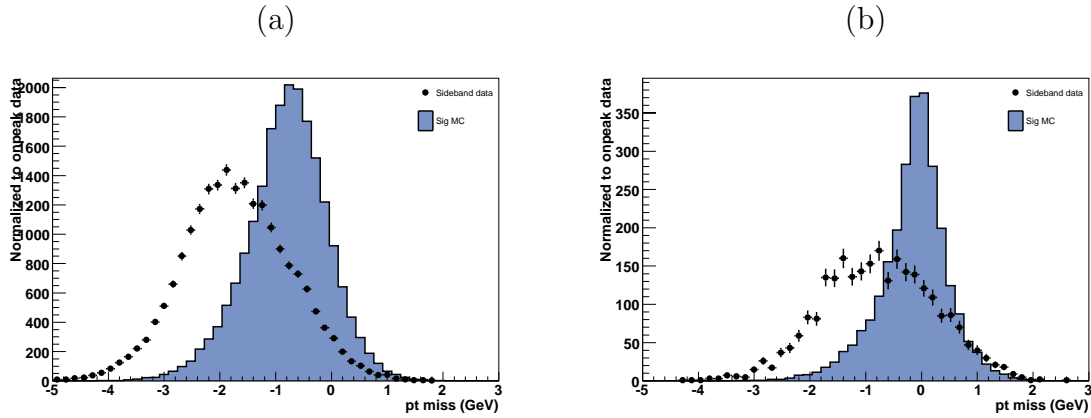 (a)
(b)
Normalized to onpeak data
2000
1800
1600
1400
1200
1000
800
600
400
200
0
Sideband data
Sig MC
-5 -4 -3 -2 -1 0 1 2 3
pt miss (GeV)
Normalized to onpeak data
350
300
250
200
150
100
50
0
Sideband data
Sig MC
-5 -4 -3 -2 -1 0 1 2 3
pt miss (GeV)